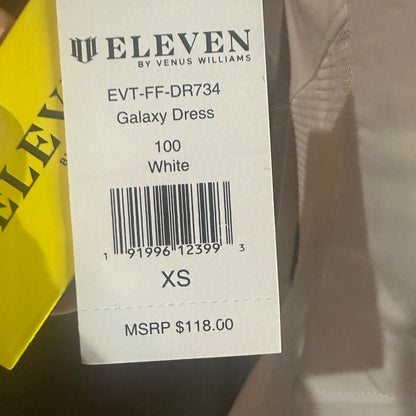 ELEVEN
BY VENUS WILLIAMS
EVT-FF-DR734
Galaxy Dress
100
White
1 91996 12399 3
XS
MSRP $118.00
ELEVEN
B